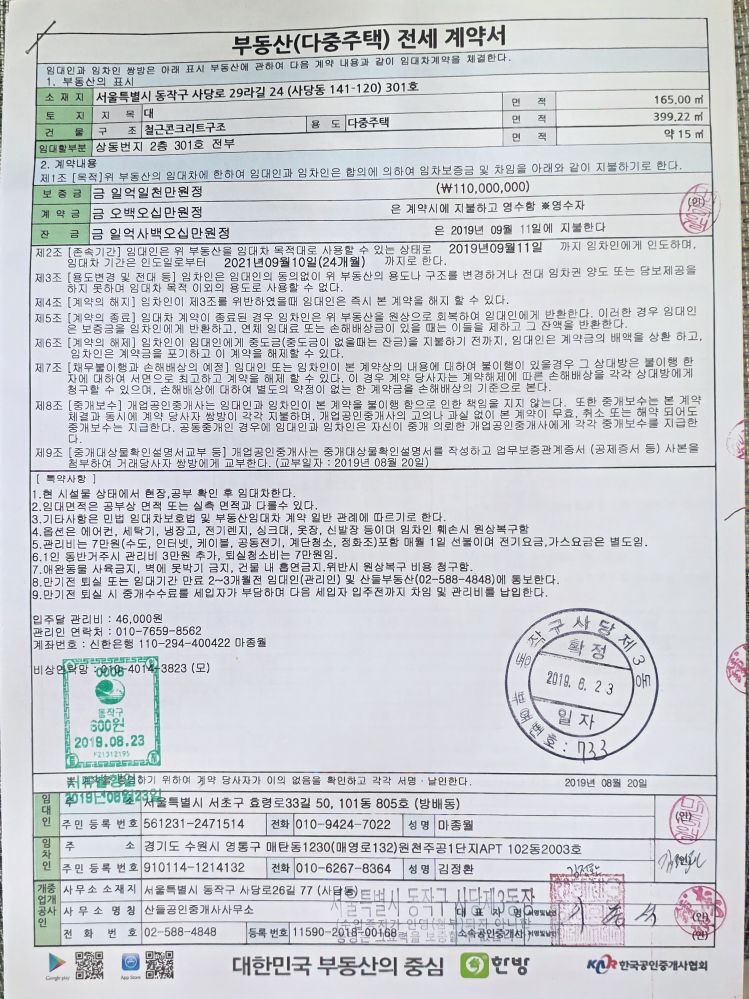 부동산(다중주택) 전세 계약서
임대인과 임차인 쌍방은 아래 표시 부동산에 관하여 다음 계약 내용과 같이 임대차계약을 체결한다.
1. 부동산의 표시
소 재 지 서울특별시 동작구 사당로 29라길 24 (사당동 141-120) 301호
토 지 지 목 대 면 적 165.00 ㎡
건 물 구 조 철근콘크리트구조 용 도 다중주택 면 적 399.22 ㎡
임대할부분 상동번지 2층 301호 전부 면 적 약 15 ㎡
2. 계약내용
제1조 [목적]위 부동산의 임대차에 한하여 임대인과 임차인은 합의에 의하여 임차보증금 및 차임을 아래와 같이 지불하기로 한다.
보 증 금 금 일억일천만원정 (₩110,000,000)
계 약 금 금 오백오십만원정 은 계약시에 지불하고 영수함 ※영수자 (인)
잔 금 금 일억사백오십만원정 은 2019년 09월 11일에 지불한다
제2조 [존속기간] 임대인은 위 부동산을 임대차 목적대로 사용할 수 있는 상태로 2019년09월11일 까지 임차인에게 인도하며,
임대차 기간은 인도일로부터 2021년09월10일(24개월) 까지로 한다.
제3조 [용도변경 및 전대 등] 임차인은 임대인의 동의없이 위 부동산의 용도나 구조를 변경하거나 전대 임차권 양도 또는 담보제공을
하지 못하며 임대차 목적 이외의 용도로 사용할 수 없다.
제4조 [계약의 해지] 임차인이 제3조를 위반하였을때 임대인은 즉시 본 계약을 해지 할 수 있다.
제5조 [계약의 종료] 임대차 계약이 종료된 경우 임차인은 위 부동산을 원상으로 회복하여 임대인에게 반환한다. 이러한 경우 임대인
은 보증금을 임차인에게 반환하고, 연체 임대료 또는 손해배상금이 있을 때는 이들을 제하고 그 잔액을 반환한다.
제6조 [계약의 해제] 임차인이 임대인에게 중도금(중도금이 없을때는 잔금)을 지불하기 전까지, 임대인은 계약금의 배액을 상환 하고,
임차인은 계약금을 포기하고 이 계약을 해제할 수 있다.
제7조 [채무불이행과 손해배상의 예정] 임대인 또는 임차인이 본 계약상의 내용에 대하여 불이행이 있을경우 그 상대방은 불이행 한
자에 대하여 서면으로 최고하고 계약을 해제 할 수 있다. 이 경우 계약 당사자는 계약해제에 따른 손해배상을 각각 상대방에게
청구할 수 있으며, 손해배상에 대하여 별도의 약정이 없는 한 계약금을 손해배상의 기준으로 본다.
제8조 [중개보수] 개업공인중개사는 임대인과 임차인이 본 계약을 불이행 함으로 인한 책임을 지지 않는다. 또한 중개보수는 본 계약
체결과 동시에 계약 당사자 쌍방이 각각 지불하며, 개업공인중개사의 고의나 과실 없이 본 계약이 무효, 취소 또는 해약 되어도
중개보수는 지급한다. 공동중개인 경우에 임대인과 임차인은 자신이 중개 의뢰한 개업공인중개사에게 각각 중개보수를 지급한
다.
제9조 [중개대상물확인설명서교부 등] 개업공인중개사는 중개대상물확인설명서를 작성하고 업무보증관계증서 (공제증서 등) 사본을
첨부하여 거래당사자 쌍방에게 교부한다. (교부일자 : 2019년 08월 20일)
[ 특약사항 ]
1.현 시설물 상태에서 현장,공부 확인 후 임대차한다.
2.임대면적은 공부상 면적 또는 실측 면적과 다를수 있다.
3.기타사항은 민법 임대차보호법 및 부동산임대차 계약 일반 관례에 따르기로 한다.
4.옵션은 에어컨, 세탁기, 냉장고, 전기렌지, 싱크대, 옷장, 신발장 등이며 임차인 훼손시 원상복구함
5.관리비는 7만원(수도, 인터넷, 케이블, 공동전기, 계단청소, 정화조)포함 매월 1일 선불이며 전기요금,가스요금은 별도임.
6.1인 동반거주시 관리비 3만원 추가, 퇴실청소비는 7만원임.
7.애완동물 사육금지, 벽에 못박기 금지, 건물 내 흡연금지.위반시 원상복구 비용 청구함.
8.만기전 퇴실 또는 임대기간 만료 2~3개월전 임대인(관리인) 및 산들부동산(02-588-4848)에 통보한다.
9.만기전 퇴실 시 중개수수료를 세입자가 부담하며 다음 세입자 입주전까지 차임 및 관리비를 납입한다.
입주달 관리비 : 46,000원
관리인 연락처 : 010-7659-8562
계좌번호 : 신한은행 110-294-400422 마종월
비상연락망 : 010-4014-3823 (모)
0008
동작구
600원
2019.08.23
F21312195
동작구사당제3동
확정
2019. 8. 23
일자
번호 : 733
본 계약을 증명하기 위하여 계약 당사자가 이의 없음을 확인하고 각각 서명·날인한다. 2019년 08월 20일
2019년08월23일
임대인 주 소 서울특별시 서초구 효령로33길 50, 101동 805호 (방배동)
주민 등록 번호 561231-2471514 전화 010-9424-7022 성 명 마종월 (인)
임차인 주 소 경기도 수원시 영통구 매탄동1230(매영로132)원천주공1단지APT 102동2003호
주민 등록 번호 910114-1214132 전화 010-6267-8364 성 명 김정환
개업공인중개사 사무소 소재지 서울특별시 동작구 사당로26길 77 (사당동)
서울특별시 동작구 사당제3동장
사 무 소 명 칭 산들공인중개사사무소 대 표 자 명 서명및날인 (인)
전 화 번 호 02-588-4848 등록 번호 11590-2018-00168 소속공인중개사 서명및날인 (인)
Google play
App Store
대한민국 부동산의 중심 한방
KAR 한국공인중개사협회